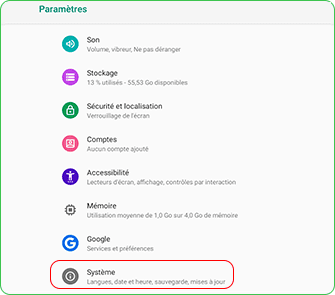 Paramètres
Son
Volume, vibreur, Ne pas déranger
Stockage
13 % utilisés - 55,53 Go disponibles
Sécurité et localisation
Verrouillage de l'écran
Comptes
Aucun compte ajouté
Accessibilité
Lecteurs d'écran, affichage, contrôles par interaction
Mémoire
Utilisation moyenne de 1,0 Go sur 4,0 Go de mémoire
Google
Services et préférences
Système
Langues, date et heure, sauvegarde, mises à jour